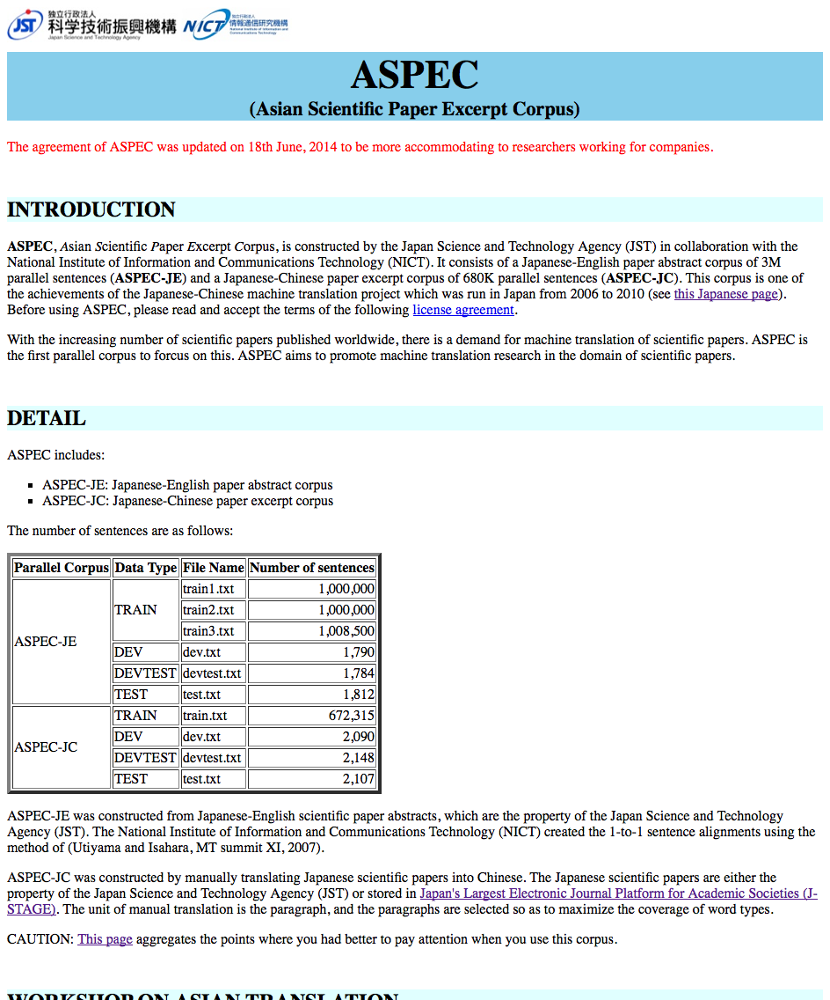 JST
独立行政法人
科学技術振興機構
Japan Science and Technology Agency
NICT
独立行政法人
情報通信研究機構
National Institute of Information and
Communications Technology
ASPEC
(Asian Scientific Paper Excerpt Corpus)
The agreement of ASPEC was updated on 18th June, 2014 to be more accommodating to researchers working for companies.
INTRODUCTION
ASPEC, Asian Scientific Paper Excerpt Corpus, is constructed by the Japan Science and Technology Agency (JST) in collaboration with the
National Institute of Information and Communications Technology (NICT). It consists of a Japanese-English paper abstract corpus of 3M
parallel sentences (ASPEC-JE) and a Japanese-Chinese paper excerpt corpus of 680K parallel sentences (ASPEC-JC). This corpus is one of
the achievements of the Japanese-Chinese machine translation project which was run in Japan from 2006 to 2010 (see this Japanese page).
Before using ASPEC, please read and accept the terms of the following license agreement.
With the increasing number of scientific papers published worldwide, there is a demand for machine translation of scientific papers. ASPEC is
the first parallel corpus to forcus on this. ASPEC aims to promote machine translation research in the domain of scientific papers.
DETAIL
ASPEC includes:
ASPEC-JE: Japanese-English paper abstract corpus
ASPEC-JC: Japanese-Chinese paper excerpt corpus
The number of sentences are as follows:
Parallel Corpus Data Type File Name Number of sentences
ASPEC-JE TRAIN train1.txt 1,000,000
train2.txt 1,000,000
train3.txt 1,008,500
DEV dev.txt 1,790
DEVTEST devtest.txt 1,784
TEST test.txt 1,812
ASPEC-JC TRAIN train.txt 672,315
DEV dev.txt 2,090
DEVTEST devtest.txt 2,148
TEST test.txt 2,107
ASPEC-JE was constructed from Japanese-English scientific paper abstracts, which are the property of the Japan Science and Technology
Agency (JST). The National Institute of Information and Communications Technology (NICT) created the 1-to-1 sentence alignments using the
method of (Utiyama and Isahara, MT summit XI, 2007).
ASPEC-JC was constructed by manually translating Japanese scientific papers into Chinese. The Japanese scientific papers are either the
property of the Japan Science and Technology Agency (JST) or stored in Japan's Largest Electronic Journal Platform for Academic Societies (J-
STAGE). The unit of manual translation is the paragraph, and the paragraphs are selected so as to maximize the coverage of word types.
CAUTION: This page aggregates the points where you had better to pay attention when you use this corpus.
WORKSHOP ON ASIAN TRANSLATION